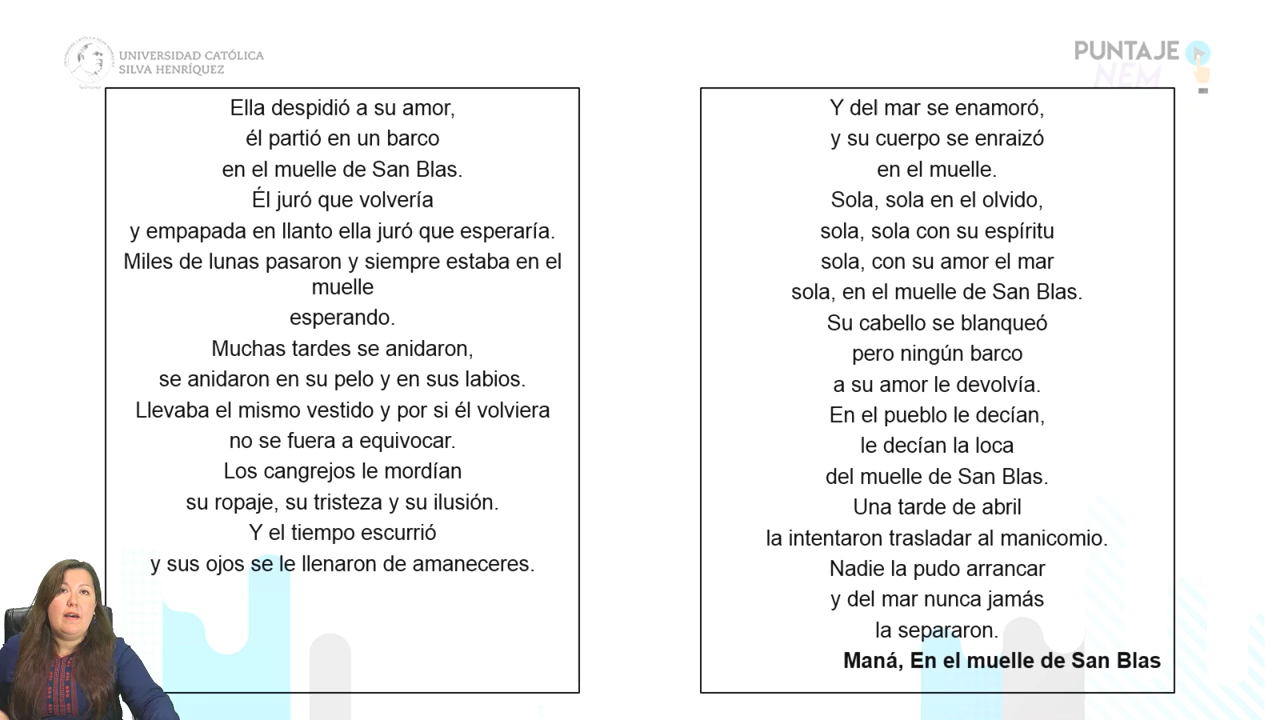 UNIVERSIDAD CATÓLICA
SILVA HENRÍQUEZ
PUNTAJE
NEM
Ella despidió a su amor,
él partió en un barco
en el muelle de San Blas.
Él juró que volvería
y empapada en llanto ella juró que esperaría.
Miles de lunas pasaron y siempre estaba en el
muelle
esperando.
Muchas tardes se anidaron,
se anidaron en su pelo y en sus labios.
Llevaba el mismo vestido y por si él volviera
no se fuera a equivocar.
Los cangrejos le mordían
su ropaje, su tristeza y su ilusión.
Y el tiempo escurrió
y sus ojos se le llenaron de amaneceres.
Y del mar se enamoró,
y su cuerpo se enraizó
en el muelle.
Sola, sola en el olvido,
sola, sola con su espíritu
sola, con su amor el mar
sola, en el muelle de San Blas.
Su cabello se blanqueó
pero ningún barco
a su amor le devolvía.
En el pueblo le decían,
le decían la loca
del muelle de San Blas.
Una tarde de abril
la intentaron trasladar al manicomio.
Nadie la pudo arrancar
y del mar nunca jamás
la separaron.
Maná, En el muelle de San Blas